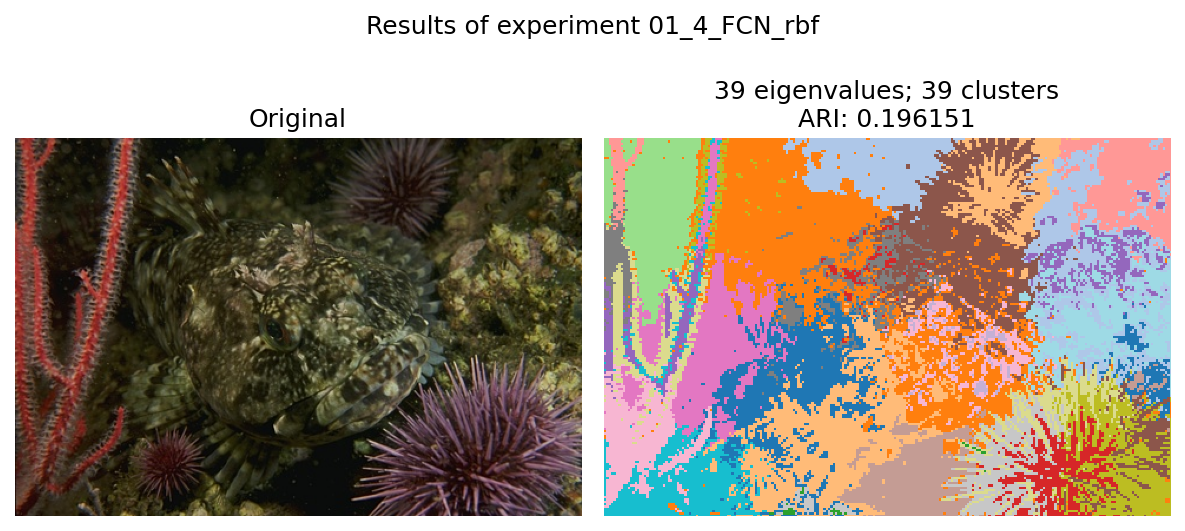 Results of experiment 01_4_FCN_rbf
Original
39 eigenvalues; 39 clusters
ARI: 0.196151